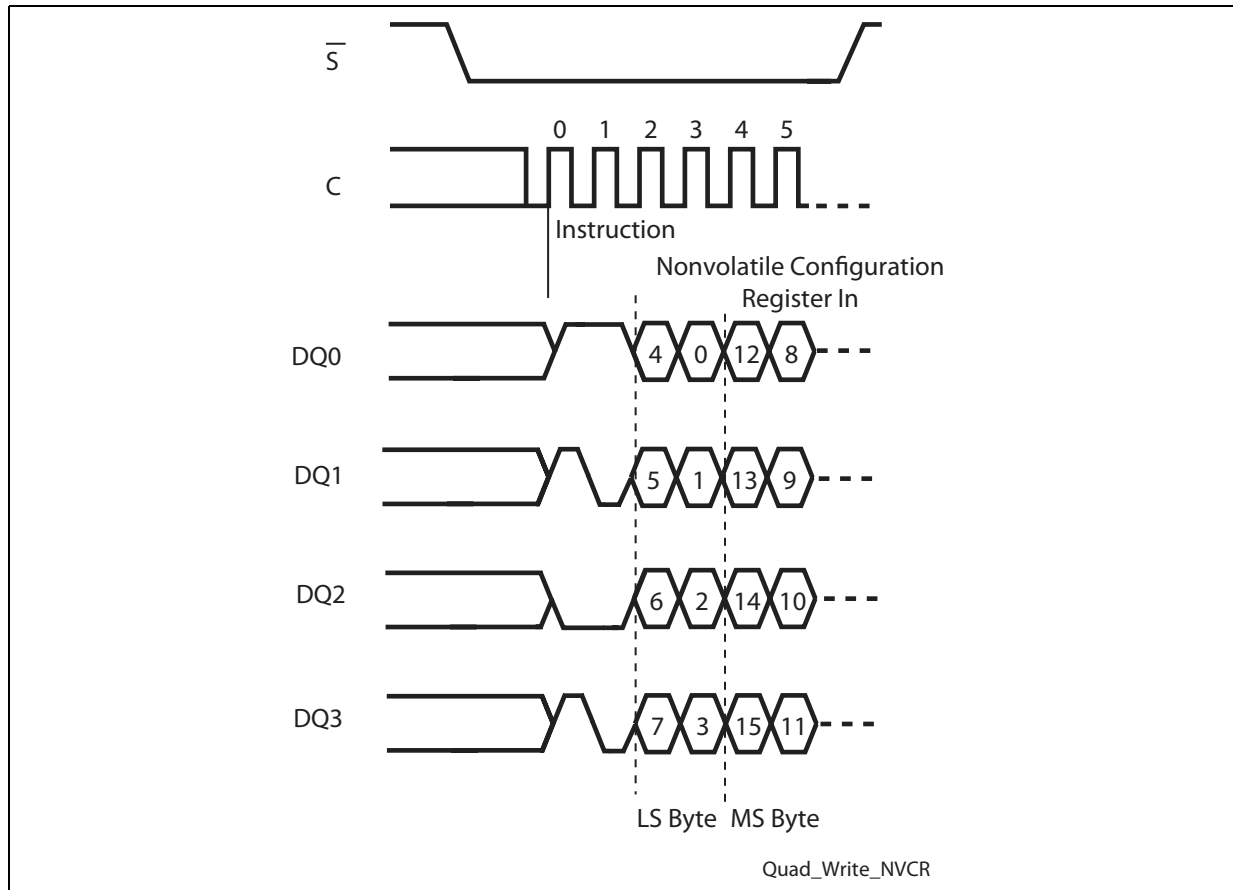 S
0 1 2 3 4 5
C
Instruction
Nonvolatile Configuration
Register In
DQ0
4 0 12 8
DQ1
5 1 13 9
DQ2
6 2 14 10
DQ3
7 3 15 11
LS Byte MS Byte
Quad_Write_NVCR